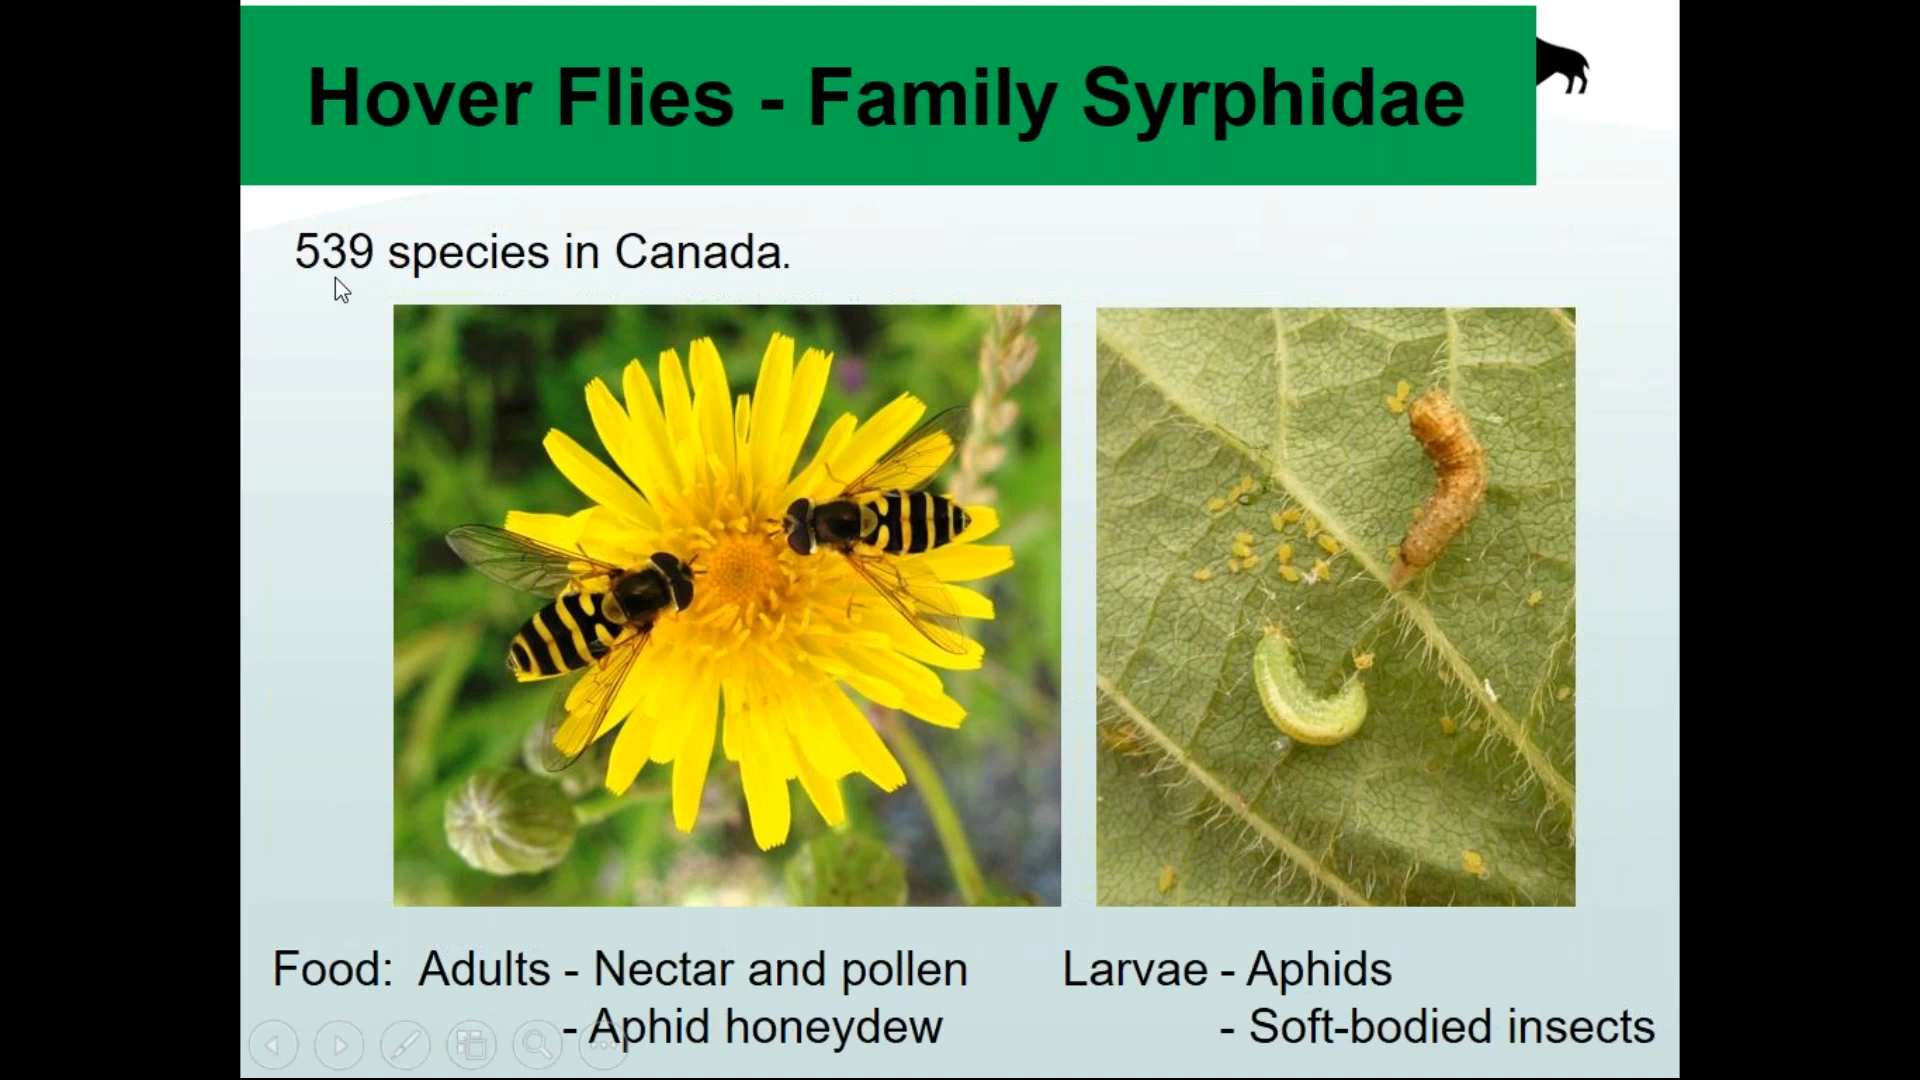 Hover Flies - Family Syrphidae
539 species in Canada.
Food: Adults - Nectar and pollen
- Aphid honeydew
Larvae - Aphids
- Soft-bodied insects